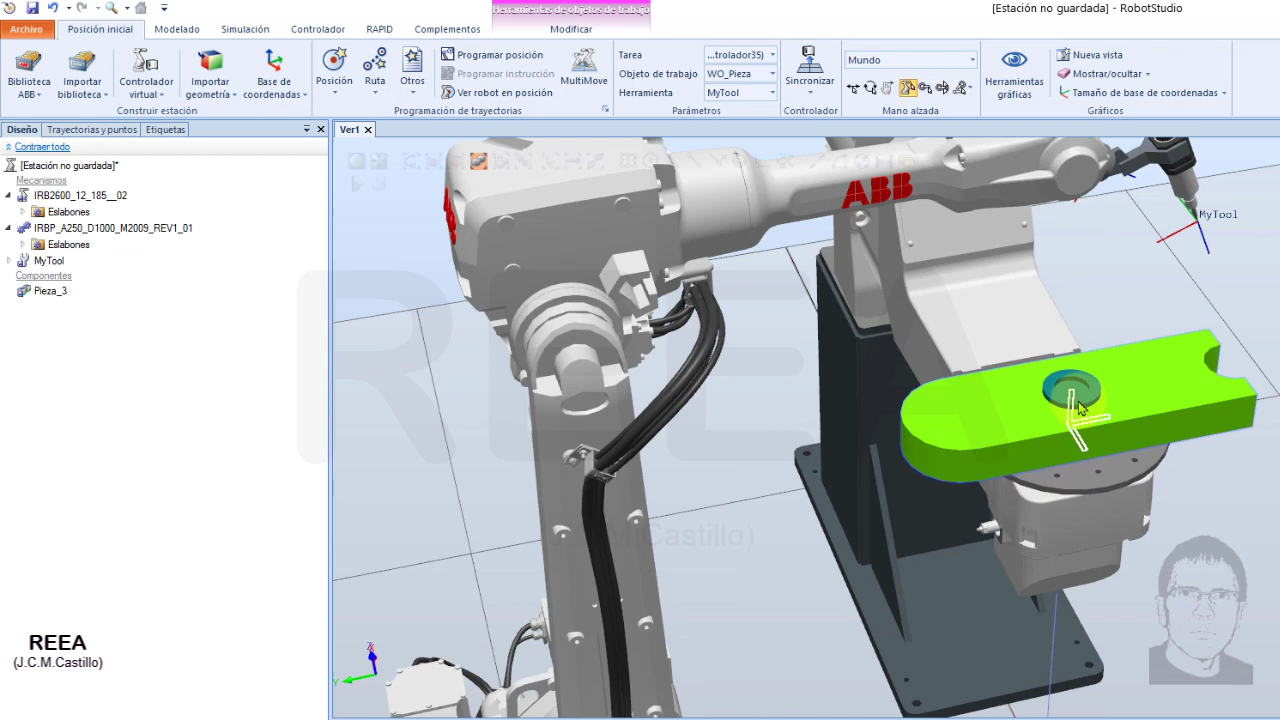 [Estación no guardada] - RobotStudio
Herramientas de objetos de trabajo
Archivo
Posición inicial
Modelado
Simulación
Controlador
RAPID
Complementos
Modificar
Biblioteca
ABB
Importar
biblioteca
Controlador
virtual
Importar
geometría
Base de
coordenadas
Construir estación
Posición
Ruta
Otros
Programar posición
Programar instrucción
Ver robot en posición
MultiMove
Programación de trayectorias
Tarea
...trolador35)
Objeto de trabajo
WO_Pieza
Herramienta
MyTool
Parámetros
Sincronizar
Controlador
Mundo
Mano alzada
Herramientas
gráficas
Nueva vista
Mostrar/ocultar
Tamaño de base de coordenadas
Gráficos
Diseño
Trayectorias y puntos
Etiquetas
Ver1
Contraer todo
[Estación no guardada]*
Mecanismos
IRB2600_12_185__02
Eslabones
IRBP_A250_D1000_M2009_REV1_01
Eslabones
MyTool
Componentes
Pieza_3
ABB
MyTool
REEA
(J.C.M.Castillo)
REEA
(J.C.M.Castillo)
Z
X
Y